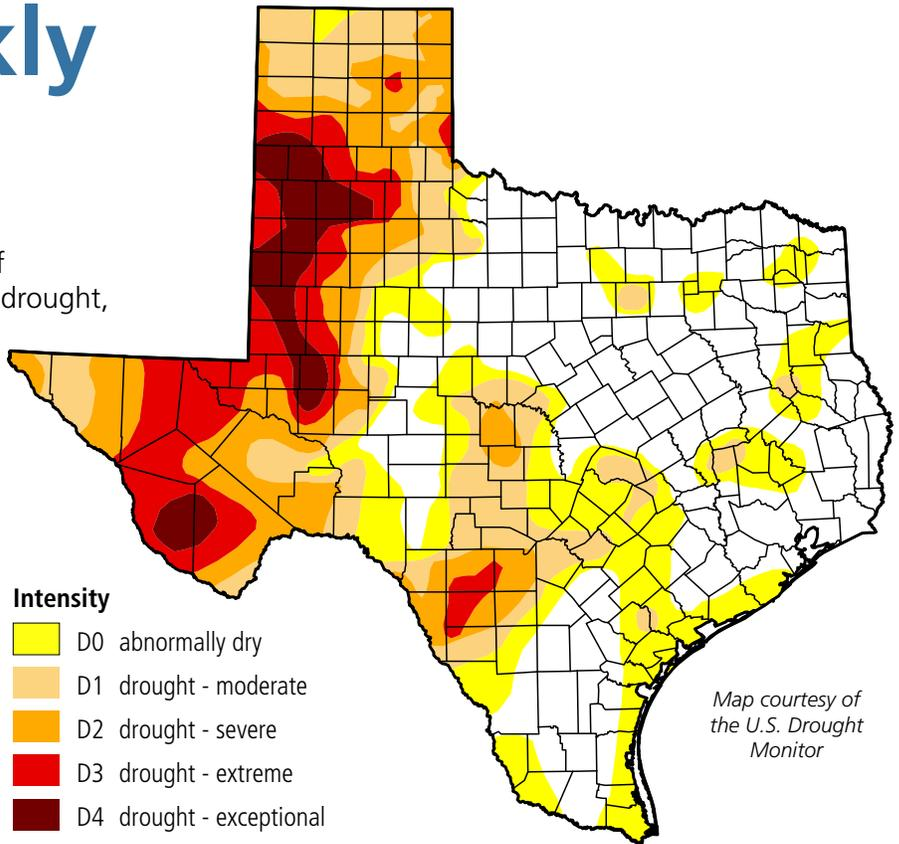 kly
f
drought,
Intensity
D0 abnormally dry
D1 drought - moderate
D2 drought - severe
D3 drought - extreme
D4 drought - exceptional
Map courtesy of
the U.S. Drought
Monitor